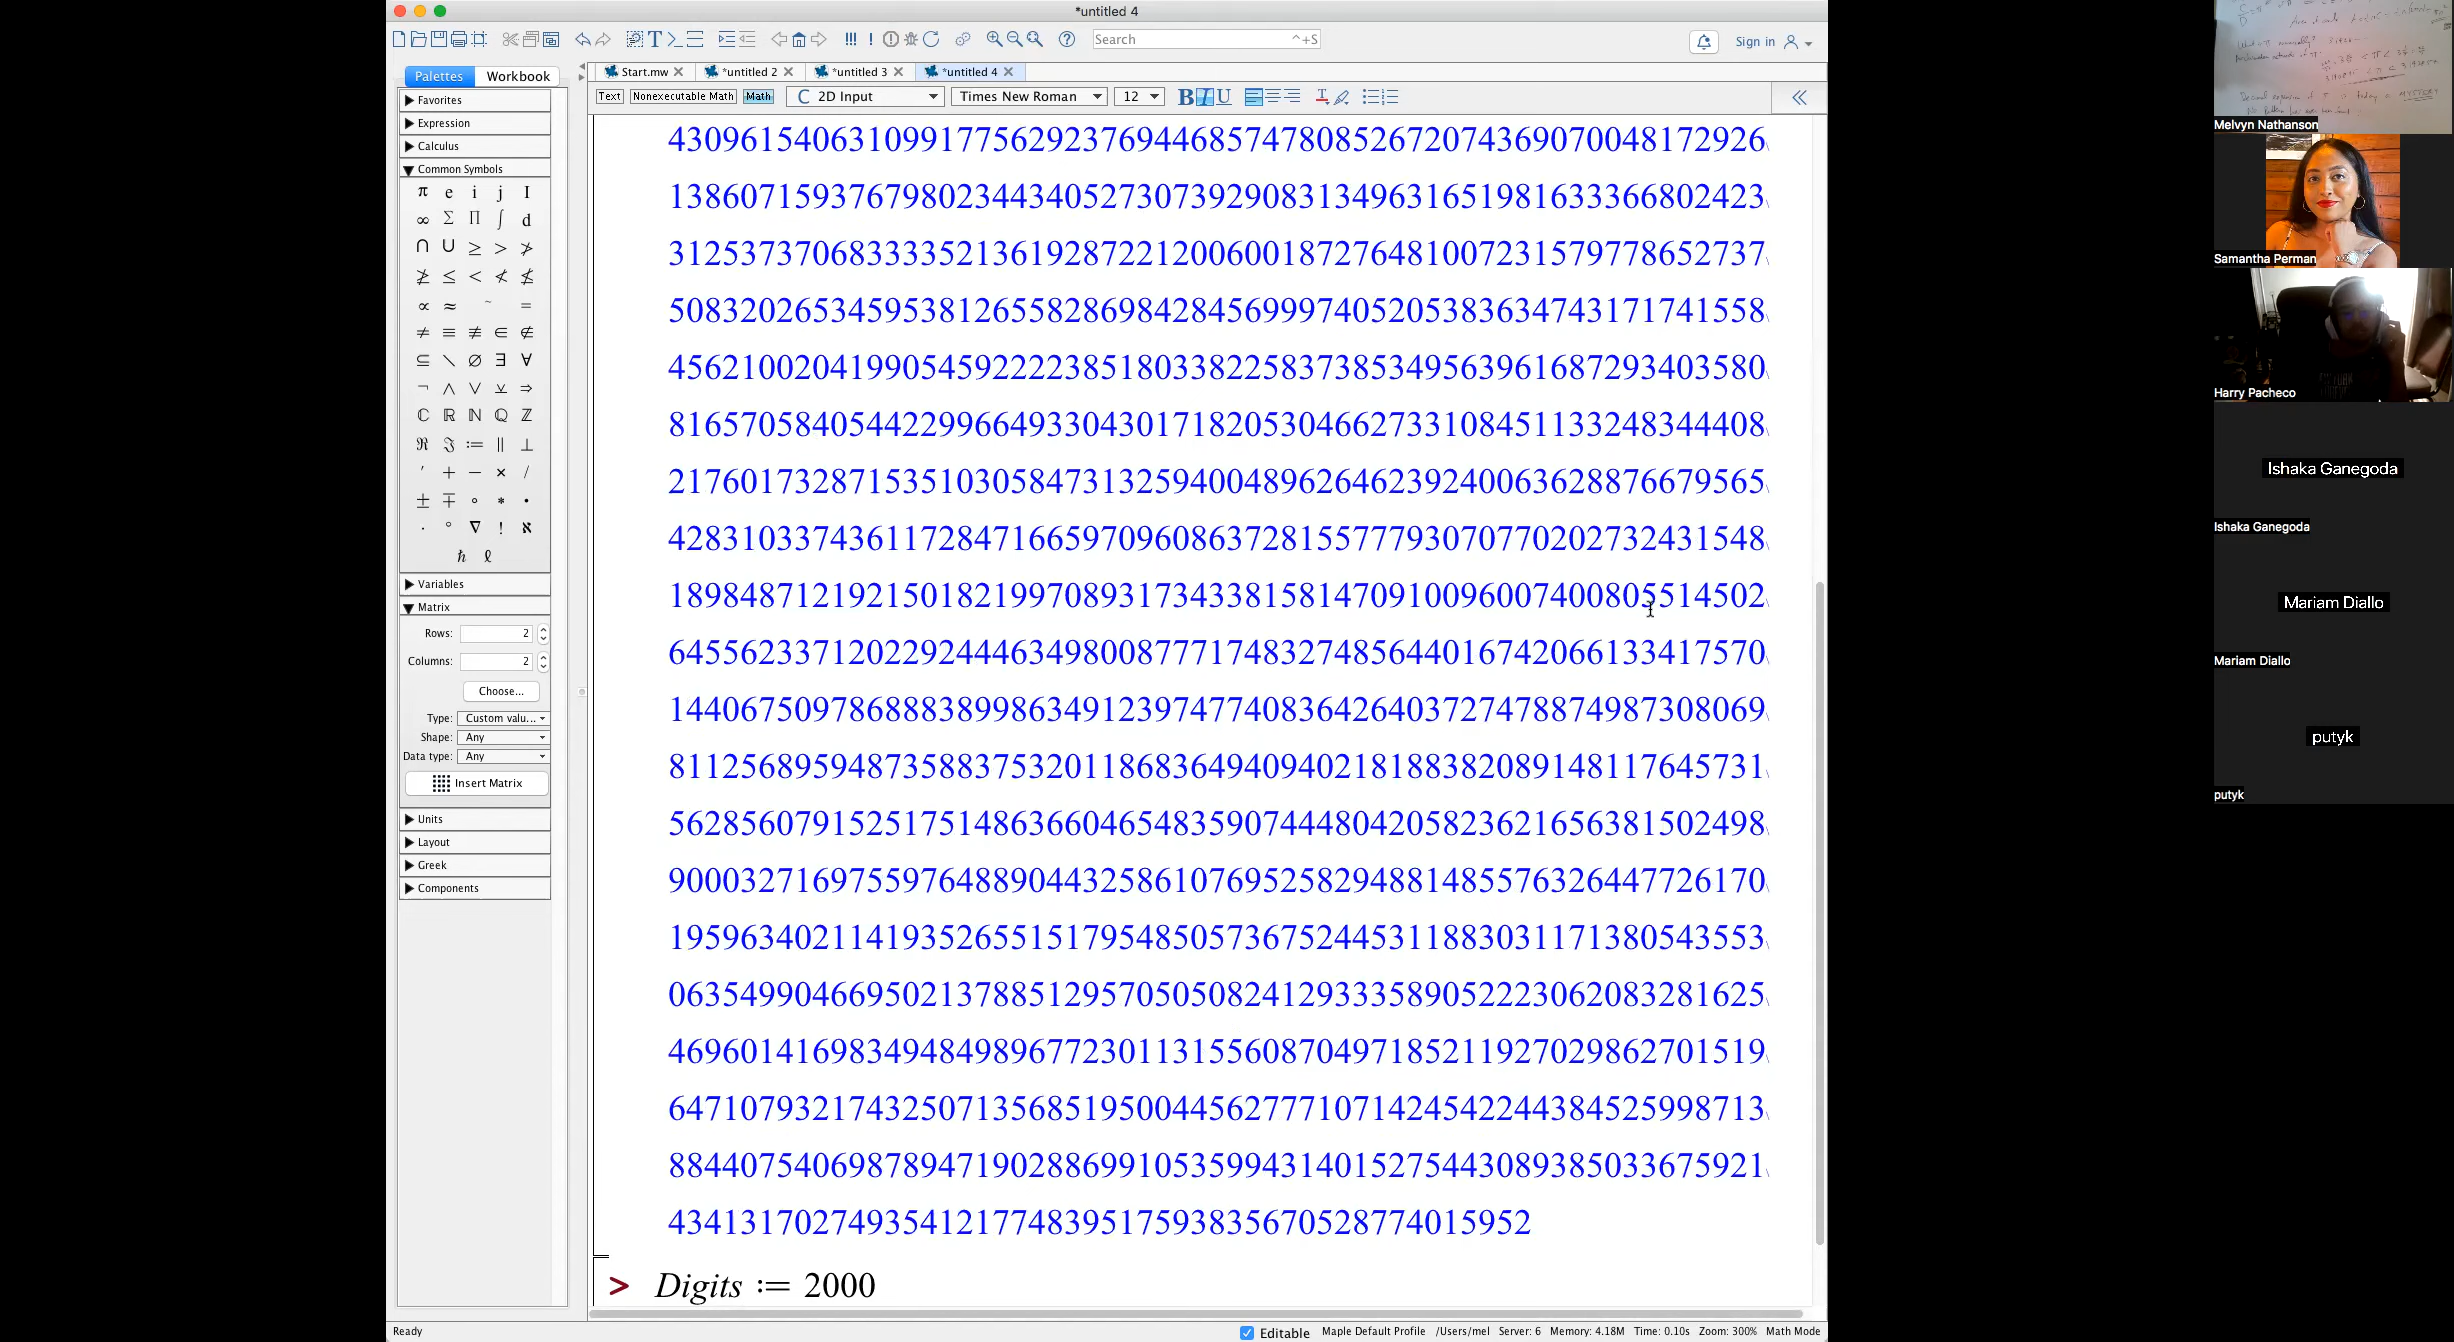 *untitled 4
Search ^+S
Sign in
Palettes Workbook
Start.mw *untitled 2 *untitled 3 *untitled 4
Text Nonexecutable Math Math C 2D Input Times New Roman 12 B I U
Favorites
Expression
Calculus
Common Symbols
π e i j I
∞ Σ Π ∫ d
∩ ∪ ≥ > ≯
≱ ≤ < ≮ ≰
∝ ≈ ~ =
≠ ≡ ≢ ∈ ∉
⊆ \ ∅ ∃ ∀
¬ ∧ ∨ ⊻ ⇒
ℂ ℝ ℕ ℚ ℤ
ℜ ℑ := ∥ ⊥
′ + − × /
± ∓ ∘ * •
· ° ∇ ! ℵ
ℏ ℓ
Variables
Matrix
Rows: 2
Columns: 2
Choose...
Type: Custom valu...
Shape: Any
Data type: Any
Insert Matrix
Units
Layout
Greek
Components
4309615406310991775629237694468574780852672074369070048172926\
1386071593767980234434052730739290831349631651981633366802423\
3125373706833335213619287221200600187276481007231579778652737\
5083202653459538126558286984284569997405205383634743171741558\
4562100204199054592222385180338225837385349563961687293403580\
8165705840544229966493304301718205304662733108451133248344408\
2176017328715351030584731325940048962646239240063628876679565\
4283103374361172847166597096086372815577793070770202732431548\
1898487121921501821997089317343381581470910096007400805514502\
6455623371202292444634980087771748327485644016742066133417570\
1440675097868883899863491239747740836426403727478874987308069\
8112568959487358837532011868364940940218188382089148117645731\
5628560791525175148636604654835907444804205823621656381502498\
9000327169755976488904432586107695258294881485576326447726170\
1959634021141935265515179548505736752445311883031171380543553\
0635499046695021378851295705050824129333589052223062083281625\
4696014169834948498967723011315560870497185211927029862701519\
6471079321743250713568519500445627771071424542244384525998713\
8844075406987894719028869910535994314015275443089385033675921\
434131702749354121774839517593835670528774015952
> Digits := 2000
Ready
Editable Maple Default Profile /Users/mel Server: 6 Memory: 4.18M Time: 0.10s Zoom: 300% Math Mode
Melvyn Nathanson
Samantha Perman
Harry Pacheco
Ishaka Ganegoda
Ishaka Ganegoda
Mariam Diallo
Mariam Diallo
putyk
putyk